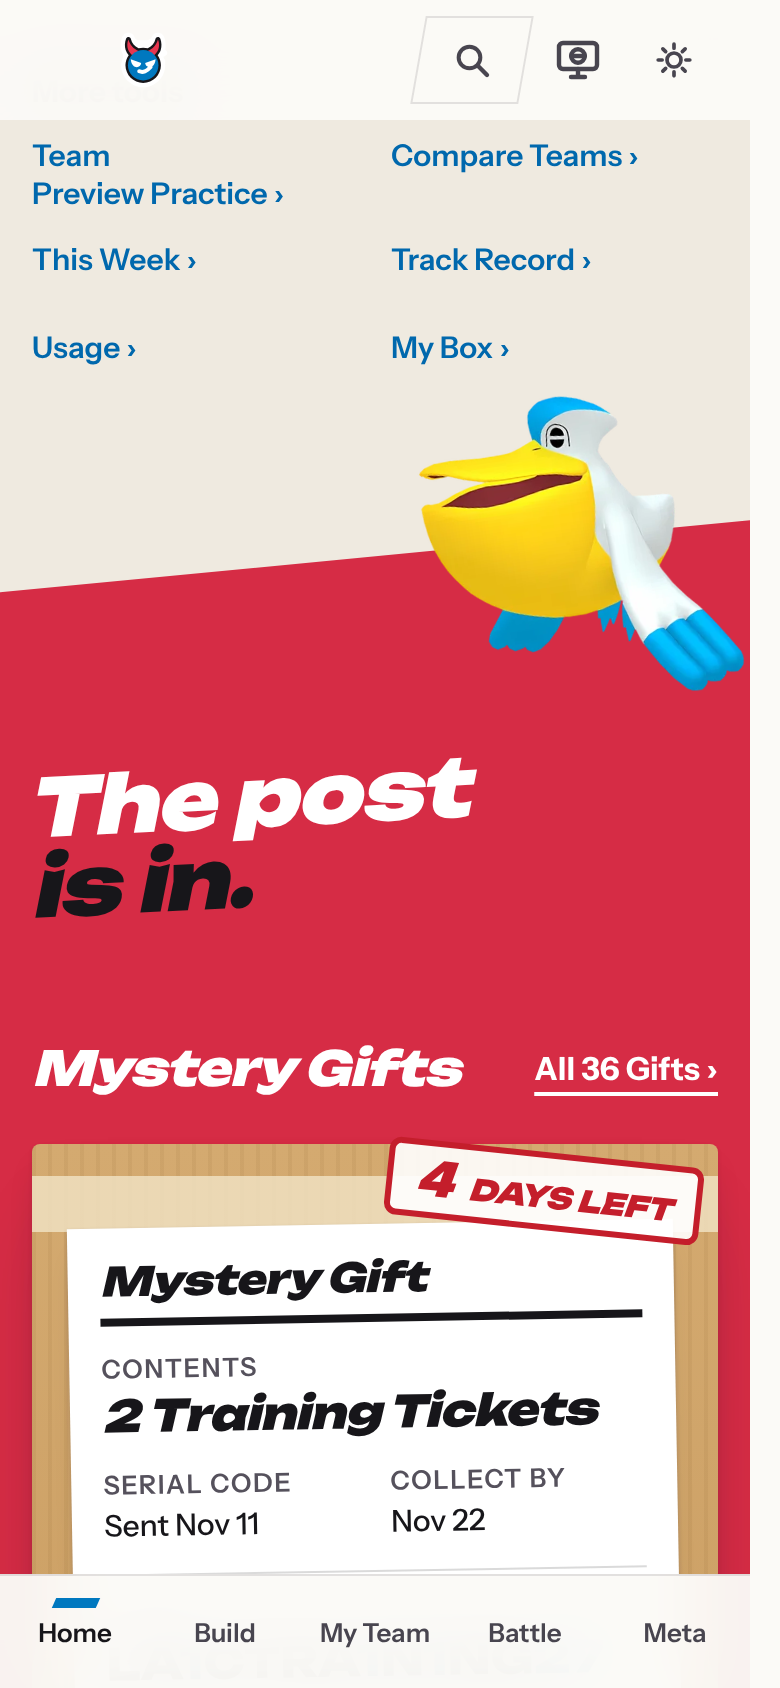 Team
Preview Practice ›
Compare Teams ›
This Week ›
Track Record ›
Usage ›
My Box ›
The post
is in.
Mystery Gifts
All 36 Gifts ›
4 DAYS LEFT
Mystery Gift
CONTENTS
2 Training Tickets
SERIAL CODE
COLLECT BY
Sent Nov 11
Nov 22
Home
Build
My Team
Battle
Meta